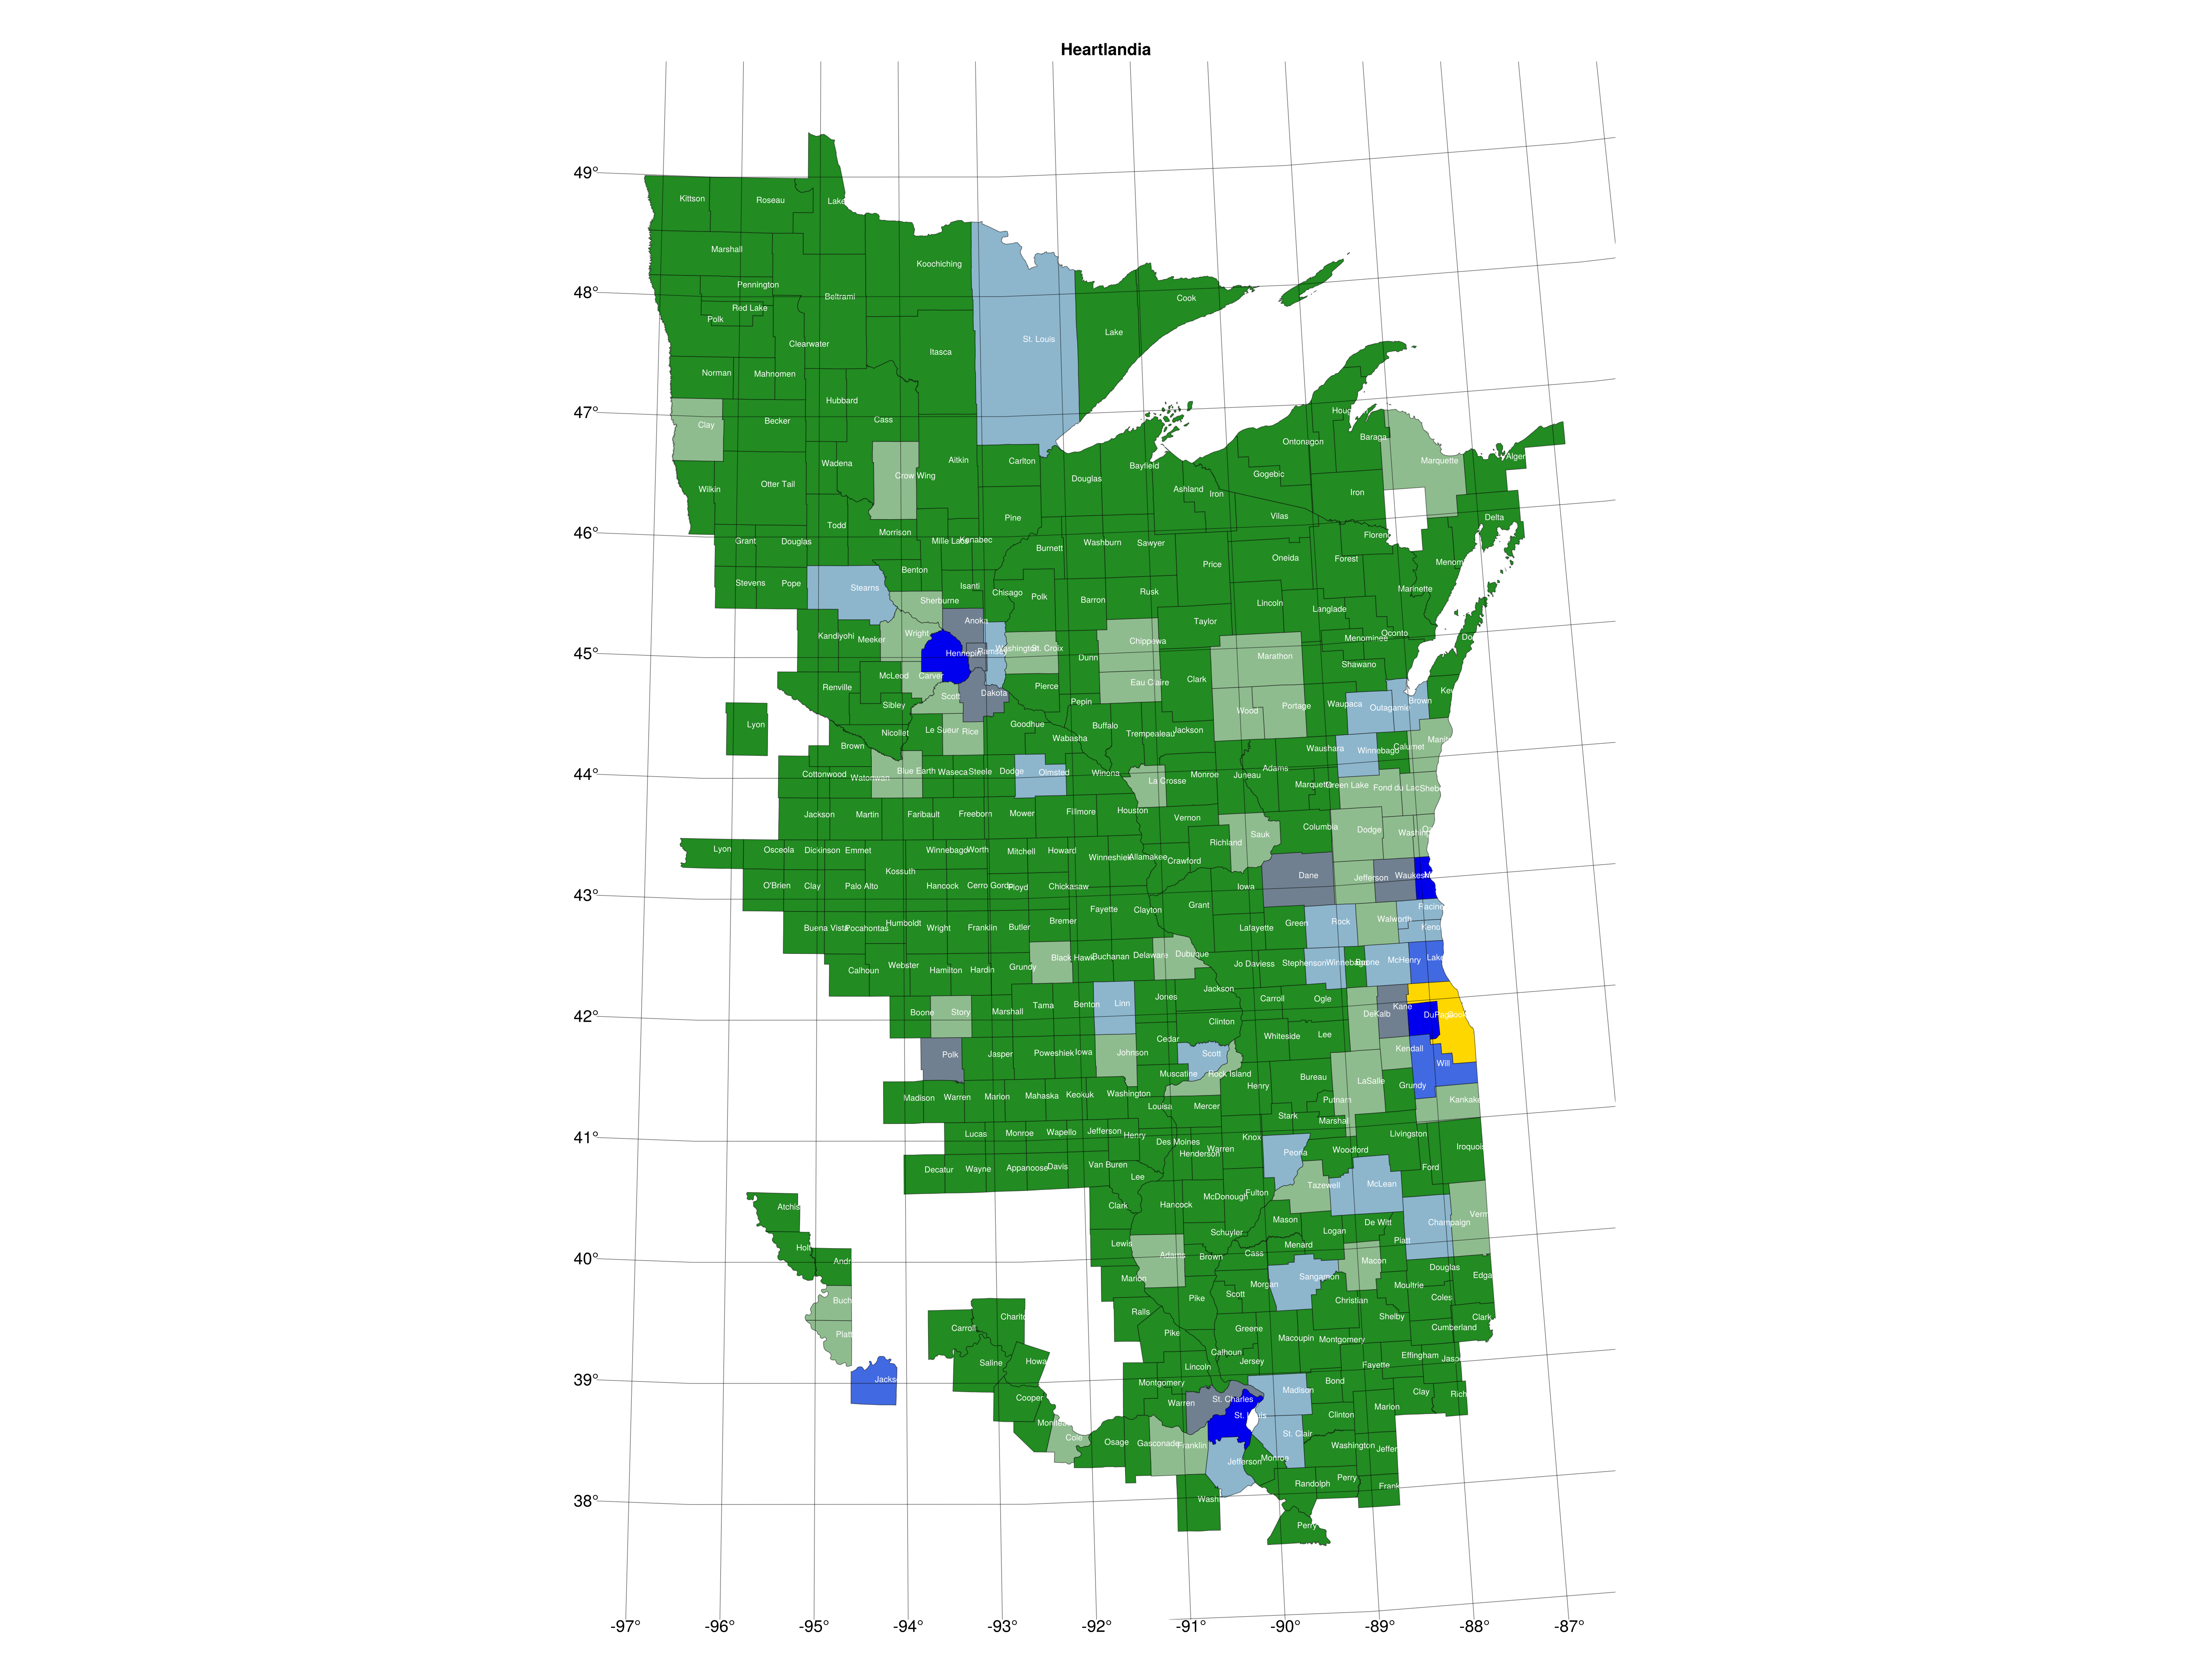 Heartlandia
49°
Kittson
Roseau
Lake
Marshall
Koochiching
48°
Pennington
Beltrami
Cook
Red Lake
Polk
Lake
St. Louis
Clearwater
Itasca
Norman
Mahnomen
47°
Hubbard
Becker
Cass
Clay
Houg
Baraga
Ontonagon
Wadena
Aitkin
Carlton
Bayfield
Marquette
Alger
Crow Wing
Otter Tail
Douglas
Gogebic
Wilkin
Ashland
Iron
Iron
Todd
Pine
Vilas
Delta
46°
Morrison
Grant
Douglas
Mille Lacs
Kanabec
Burnett
Washburn
Sawyer
Floren
Price
Oneida
Forest
Menom
Stevens
Pope
Benton
Stearns
Isanti
Chisago
Polk
Barron
Rusk
Marinette
Sherburne
Lincoln
Langlade
Anoka
Taylor
Kandiyohi
Meeker
Wright
Chippewa
Menominee
Oconto
Do
45°
Hennepin
Ramsey
Washington
St. Croix
Dunn
Marathon
Shawano
McLeod
Carver
Renville
Scott
Dakota
Pierce
Eau Claire
Clark
Ke
Sibley
Pepin
Wood
Portage
Waupaca
Outagamie
Brown
Lyon
Nicollet
Le Sueur
Rice
Goodhue
Wabasha
Buffalo
Trempealeau
Jackson
Brown
Waushara
Winnebago
Calumet
Manit
44°
Cottonwood
Watonwan
Blue Earth
Waseca
Steele
Dodge
Olmsted
Winona
La Crosse
Monroe
Juneau
Adams
Marquette
Green Lake
Fond du Lac
Sheb
Jackson
Martin
Faribault
Freeborn
Mower
Fillmore
Houston
Vernon
Columbia
Dodge
Washing
Richland
Sauk
Lyon
Osceola
Dickinson
Emmet
Winnebago
Worth
Mitchell
Howard
Winneshiek
Allamakee
Crawford
43°
Kossuth
O'Brien
Clay
Palo Alto
Hancock
Cerro Gordo
Floyd
Chickasaw
Iowa
Dane
Jefferson
Waukes
Buena Vista
Pocahontas
Humboldt
Wright
Franklin
Butler
Bremer
Fayette
Clayton
Grant
Lafayette
Green
Rock
Walworth
Racine
Kenos
Calhoun
Webster
Hamilton
Hardin
Grundy
Black Hawk
Buchanan
Delaware
Dubuque
Jo Daviess
Stephenson
Winnebago
Boone
McHenry
Lake
42°
Boone
Story
Marshall
Tama
Benton
Linn
Jones
Jackson
Carroll
Ogle
DeKalb
Kane
DuPage
Cook
Clinton
Cedar
Whiteside
Lee
Polk
Jasper
Poweshiek
Iowa
Johnson
Scott
Kendall
Will
Muscatine
Rock Island
Henry
Bureau
LaSalle
Grundy
Kankake
Madison
Warren
Marion
Mahaska
Keokuk
Washington
Louisa
Mercer
Putnam
Stark
Marshal
41°
Lucas
Monroe
Wapello
Jefferson
Henry
Des Moines
Henderson
Warren
Knox
Peoria
Woodford
Livingston
Iroquois
Decatur
Wayne
Appanoose
Davis
Van Buren
Lee
Ford
Atchis
Clark
Hancock
McDonough
Fulton
Tazewell
McLean
Holt
Lewis
Schuyler
Mason
Logan
De Witt
Champaign
Verm
40°
Andr
Adams
Brown
Cass
Menard
Piatt
Macon
Marion
Morgan
Sangamon
Douglas
Edga
Buch
Pike
Scott
Christian
Moultrie
Coles
Platt
Carroll
Charito
Ralls
Pike
Greene
Macoupin
Montgomery
Shelby
Cumberland
Clark
Saline
Howa
Lincoln
Calhoun
Jersey
Fayette
Effingham
Jasp
39°
Jacks
Cooper
Montgomery
Warren
St. Charles
Madison
Bond
Clay
Rich
Monit
Cole
Osage
Gasconade
Franklin
St. Louis
St. Clair
Clinton
Marion
Jefferson
Monroe
Washington
Jeffer
38°
Wash
Randolph
Perry
Frank
Perry
-97°
-96°
-95°
-94°
-93°
-92°
-91°
-90°
-89°
-88°
-87°